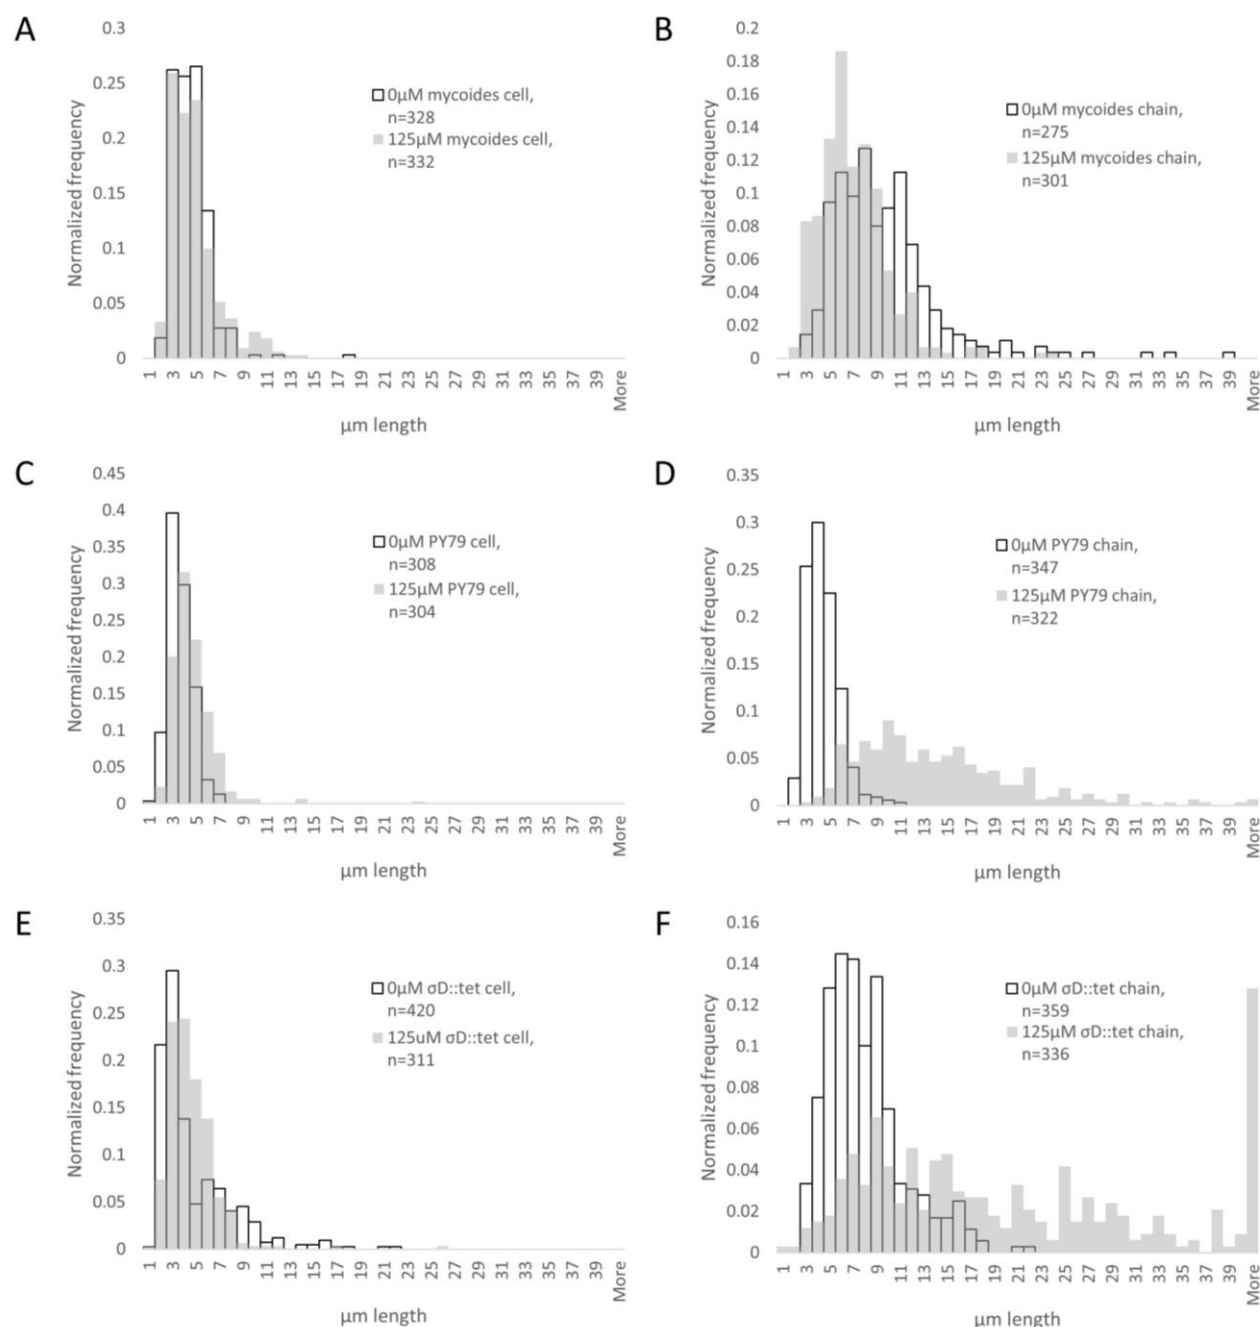 A
0.3
0.25
0.2
0.15
0.1
0.05
0
Normalized frequency
0µM mycoides cell,
n=328
125µM mycoides cell,
n=332
1 3 5 7 9 11 13 15 17 19 21 23 25 27 29 31 33 35 37 39 More
µm length
B
0.2
0.18
0.16
0.14
0.12
0.1
0.08
0.06
0.04
0.02
0
Normalized frequency
0µM mycoides chain,
n=275
125µM mycoides chain,
n=301
1 3 5 7 9 11 13 15 17 19 21 23 25 27 29 31 33 35 37 39 More
µm length
C
0.45
0.4
0.35
0.3
0.25
0.2
0.15
0.1
0.05
0
Normalized frequency
0µM PY79 cell,
n=308
125µM PY79 cell,
n=304
1 3 5 7 9 11 13 15 17 19 21 23 25 27 29 31 33 35 37 39 More
µm length
D
0.35
0.3
0.25
0.2
0.15
0.1
0.05
0
Normalized frequency
0µM PY79 chain,
n=347
125µM PY79 chain,
n=322
1 3 5 7 9 11 13 15 17 19 21 23 25 27 29 31 33 35 37 39 More
µm length
E
0.35
0.3
0.25
0.2
0.15
0.1
0.05
0
Normalized frequency
0µM σD::tet cell,
n=420
125uM σD::tet cell,
n=311
1 3 5 7 9 11 13 15 17 19 21 23 25 27 29 31 33 35 37 39 More
µm length
F
0.16
0.14
0.12
0.1
0.08
0.06
0.04
0.02
0
Normalized frequency
0µM σD::tet chain,
n=359
125µM σD::tet chain,
n=336
1 3 5 7 9 11 13 15 17 19 21 23 25 27 29 31 33 35 37 39 More
µm length